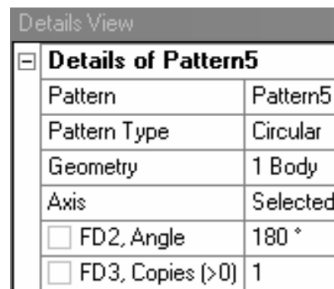 Details View
Details of Pattern5
Pattern Pattern5
Pattern Type Circular
Geometry 1 Body
Axis Selected
FD2, Angle 180 °
FD3, Copies (>0) 1